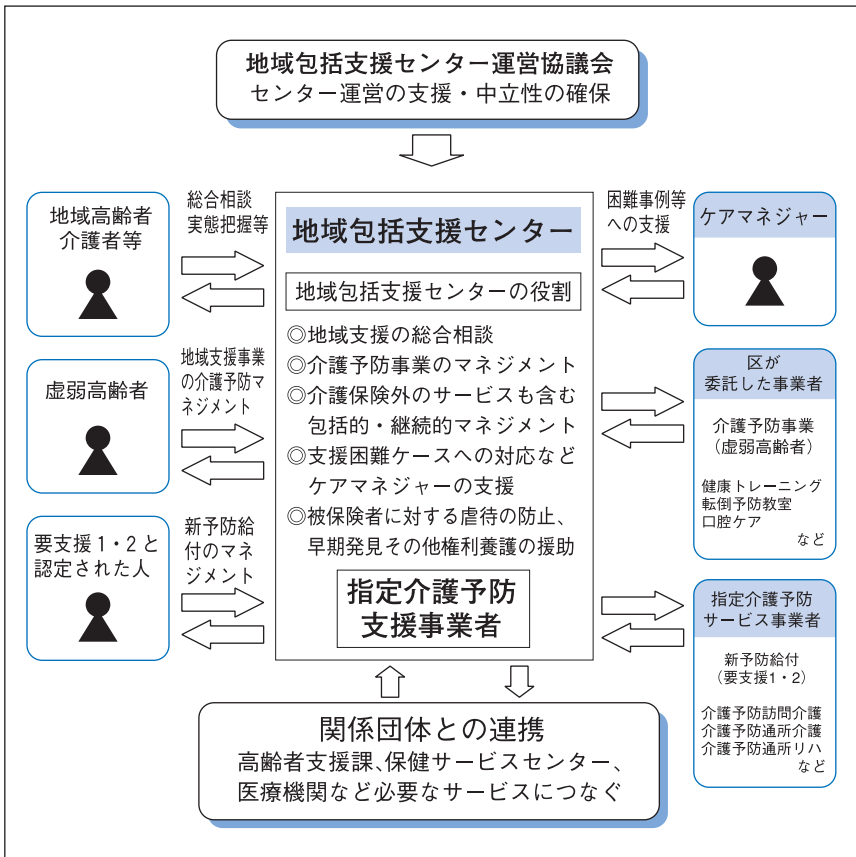 地域包括支援センター運営協議会
センター運営の支援・中立性の確保
地域高齢者
介護者等
総合相談
実態把握等
虚弱高齢者
地域支援事業
の介護予防マ
ネジメント
要支援1・2と
認定された人
新予防給
付のマネ
ジメント
地域包括支援センター
地域包括支援センターの役割
◎地域支援の総合相談
◎介護予防事業のマネジメント
◎介護保険外のサービスも含む
包括的・継続的マネジメント
◎支援困難ケースへの対応など
ケアマネジャーの支援
◎被保険者に対する虐待の防止、
早期発見その他権利養護の援助
指定介護予防
支援事業者
困難事例等
への支援
ケアマネジャー
区が
委託した事業者
介護予防事業
（虚弱高齢者）
健康トレーニング
転倒予防教室
口腔ケア
など
指定介護予防
サービス事業者
新予防給付
（要支援1・2）
介護予防訪問介護
介護予防通所介護
介護予防通所リハ
など
関係団体との連携
高齢者支援課、保健サービスセンター、
医療機関など必要なサービスにつなぐ